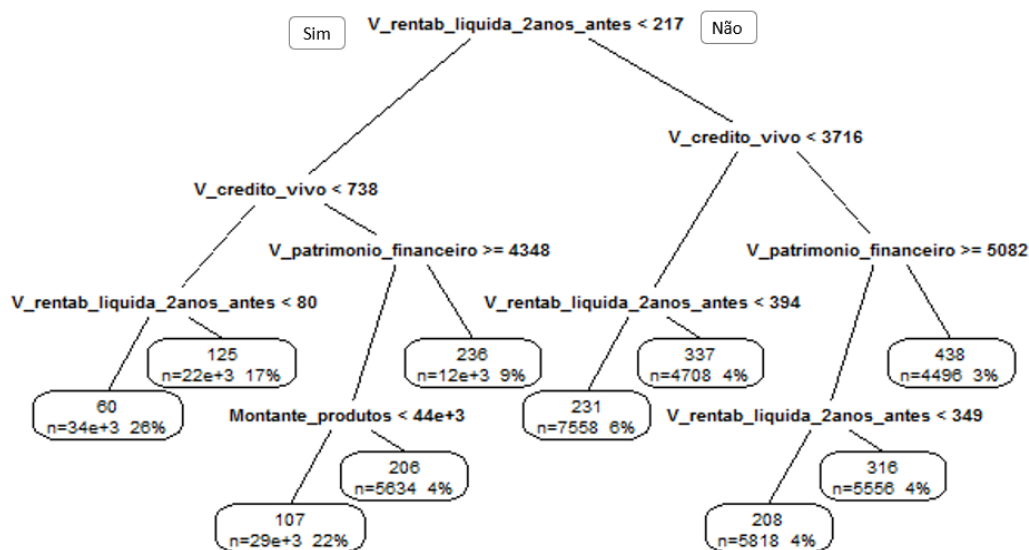 Sim
V_rentab_liquida_2anos_antes < 217
Não
V_credito_vivo < 3716
V_credito_vivo < 738
V_patrimonio_financeiro >= 4348
V_patrimonio_financeiro >= 5082
V_rentab_liquida_2anos_antes < 80
V_rentab_liquida_2anos_antes < 394
125
n=22e+3 17%
236
n=12e+3 9%
337
n=4708 4%
438
n=4496 3%
60
n=34e+3 26%
Montante_produtos < 44e+3
231
n=7558 6%
V_rentab_liquida_2anos_antes < 349
206
n=5634 4%
316
n=5556 4%
107
n=29e+3 22%
208
n=5818 4%